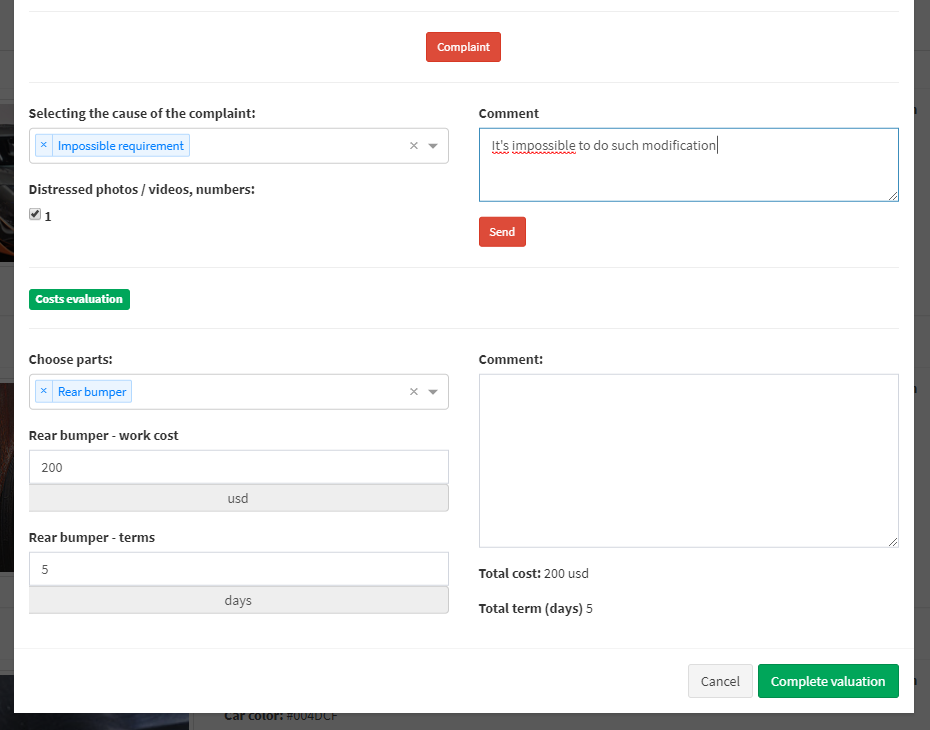 Complaint
Selecting the cause of the complaint:
× Impossible requirement × 
Distressed photos / videos, numbers:
1
Comment
It's impossible to do such modification
Send
Costs evaluation
Choose parts:
× Rear bumper ×
Rear bumper - work cost
200
usd
Rear bumper - terms
5
days
Comment:
Total cost: 200 usd
Total term (days) 5
Cancel
Complete valuation
Car color: #004DCF